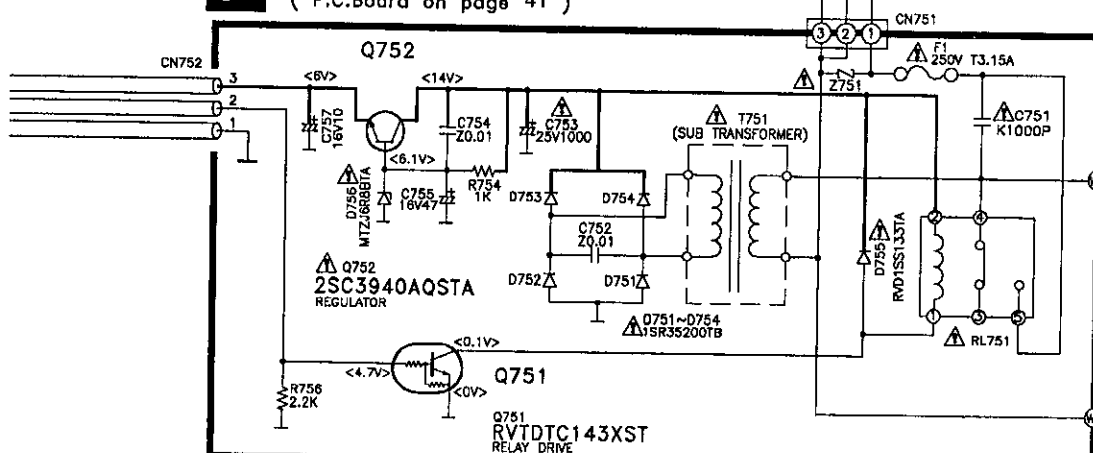 ( P.C.Board on page 41 )
CN751
3 2 1
F1
250V T3.15A
Z751
Q752
CN752
3
2
1
<6V>
<14V>
C757
16V10
C754
Z0.01
C753
25V1000
T751
(SUB TRANSFORMER)
C751
K1000P
<6.1V>
D756
MTZJ6R8BTA
C755
16V47
R754
1K
D753
D754
C752
Z0.01
D752
D751
Q752
2SC3940AQSTA
REGULATOR
D751~D754
1SR35200TB
D755
RVD1SS133TA
2
4
1
3
5
RL751
<0.1V>
<4.7V>
<0V>
Q751
R756
2.2K
Q751
RVTDTC143XST
RELAY DRIVE
W